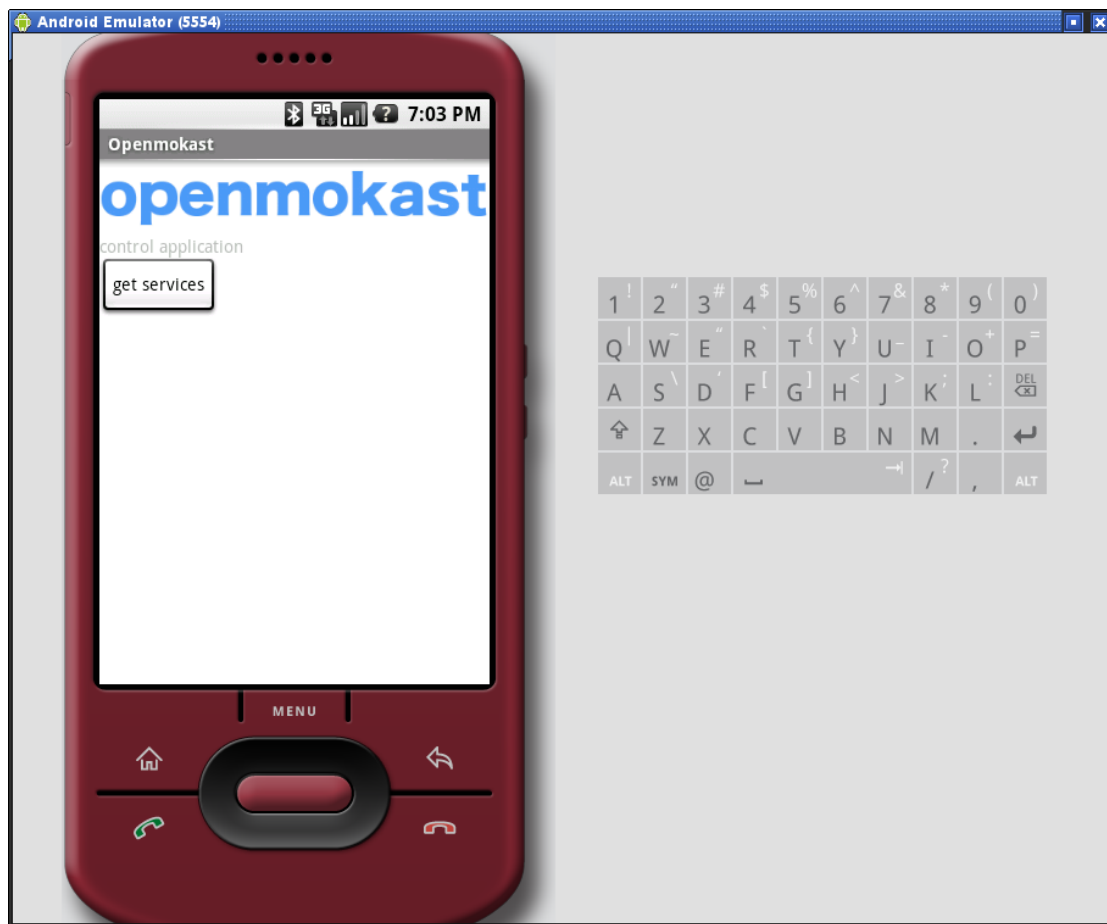 Android Emulator (5554)
3G 7:03 PM
Openmokast
openmokast
control application
get services
MENU
1 ! 2 “ 3 # 4 $ 5 % 6 ^ 7 & 8 * 9 ( 0 )
Q | W ~ E “ R ` T { Y } U _ I - O + P =
A S \ D ‘ F [ G ] H < J > K ; L : DEL
Z X C V B N M .
ALT SYM @ / ? , ALT